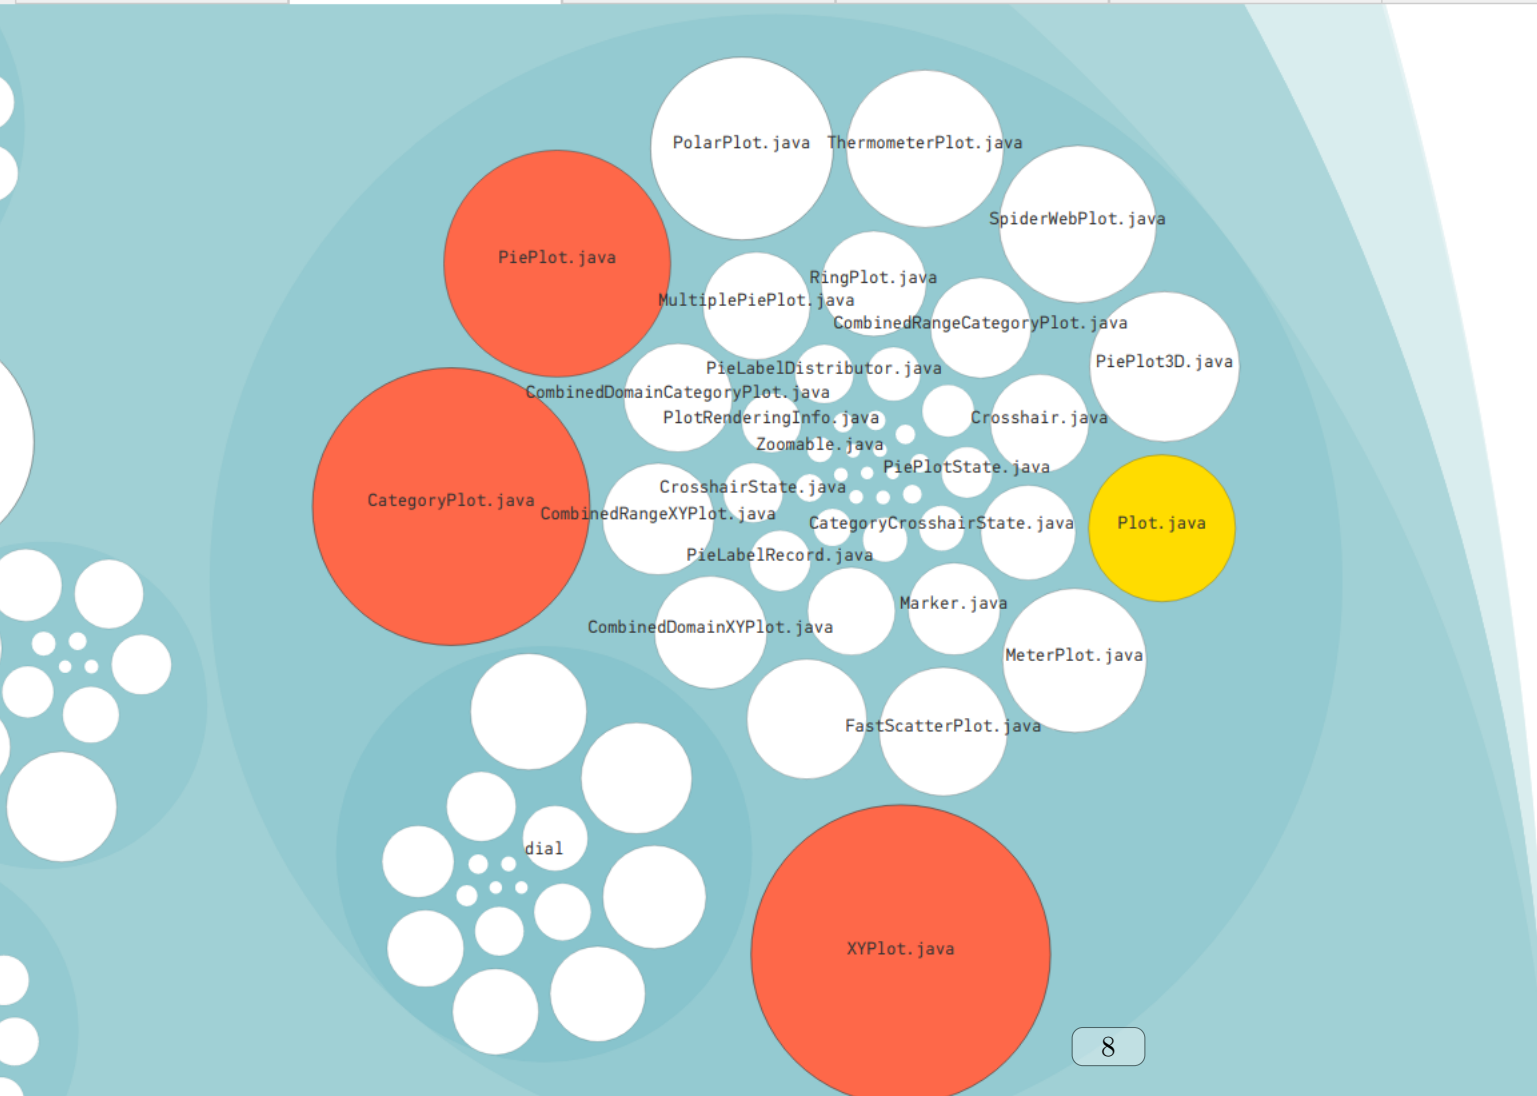 PolarPlot.java
ThermometerPlot.java
SpiderWebPlot.java
PiePlot.java
RingPlot.java
MultiplePiePlot.java
CombinedRangeCategoryPlot.java
PiePlot3D.java
PieLabelDistributor.java
CombinedDomainCategoryPlot.java
PlotRenderingInfo.java
Crosshair.java
Zoomable.java
PiePlotState.java
CrosshairState.java
CategoryPlot.java
CombinedRangeXYPlot.java
CategoryCrosshairState.java
Plot.java
PieLabelRecord.java
Marker.java
CombinedDomainXYPlot.java
MeterPlot.java
FastScatterPlot.java
dial
XYPlot.java
8